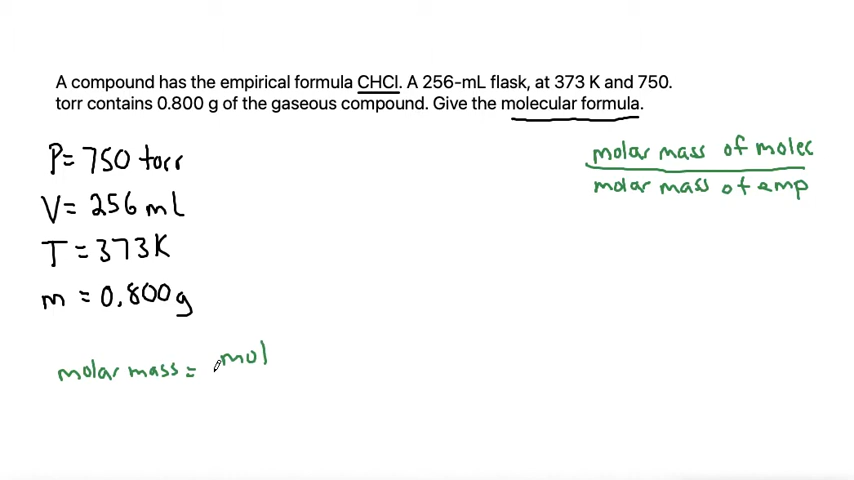 A compound has the empirical formula CHCl. A 256-mL flask, at 373 K and 750.
torr contains 0.800 g of the gaseous compound. Give the molecular formula.
P= 750 torr
V= 256 mL
T = 373K
m = 0.800g
molar mass of molec
molar mass of emp
molar mass = mol